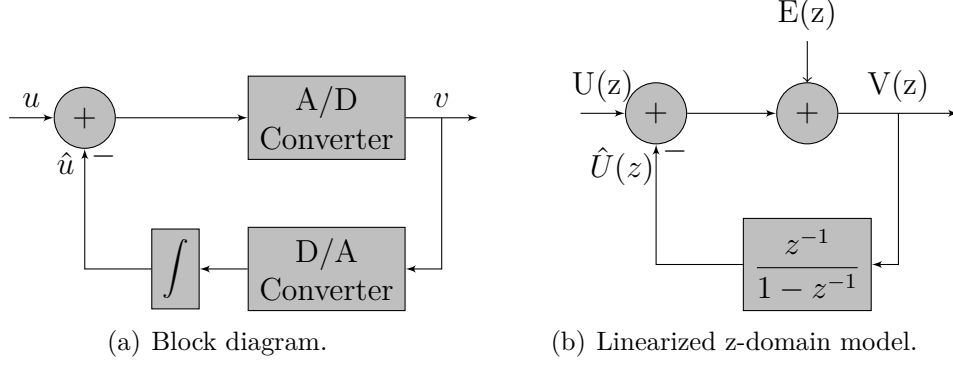 u
+
A/D
Converter
v
û
−
∫
D/A
Converter
(a) Block diagram.
E(z)
U(z)
+
+
V(z)
Û(z)
−
z⁻¹
1 − z⁻¹
(b) Linearized z-domain model.